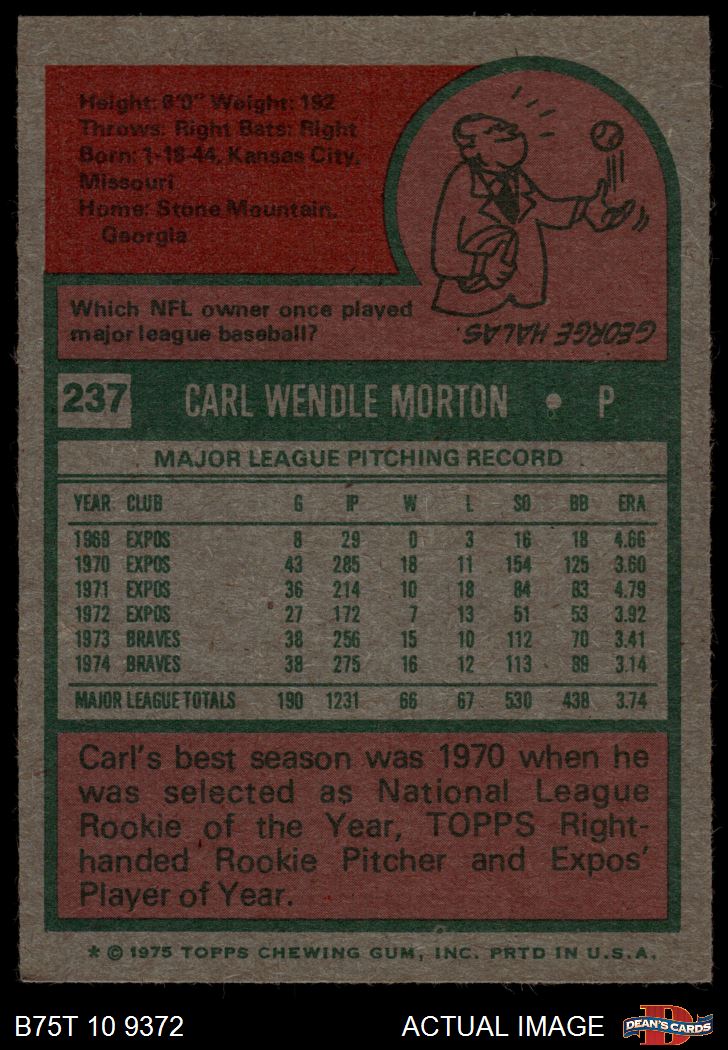 Height: 6'0" Weight: 192
Throws: Right Bats: Right
Born: 1-18-44, Kansas City,
Missouri
Home: Stone Mountain,
Georgia
Which NFL owner once played
major league baseball?
GEORGE HALAS.
237 CARL WENDLE MORTON • P
MAJOR LEAGUE PITCHING RECORD
YEAR CLUB G IP W L SO BB ERA
1969 EXPOS 8 29 0 3 16 18 4.66
1970 EXPOS 43 285 18 11 154 125 3.60
1971 EXPOS 36 214 10 18 84 83 4.79
1972 EXPOS 27 172 7 13 51 53 3.92
1973 BRAVES 38 256 15 10 112 70 3.41
1974 BRAVES 38 275 16 12 113 89 3.14
MAJOR LEAGUE TOTALS 190 1231 66 67 530 438 3.74
Carl's best season was 1970 when he
was selected as National League
Rookie of the Year, TOPPS Right-
handed Rookie Pitcher and Expos'
Player of Year.
* © 1975 TOPPS CHEWING GUM, INC. PRTD IN U.S.A.
B75T 10 9372 ACTUAL IMAGE D DEAN'S CARDS